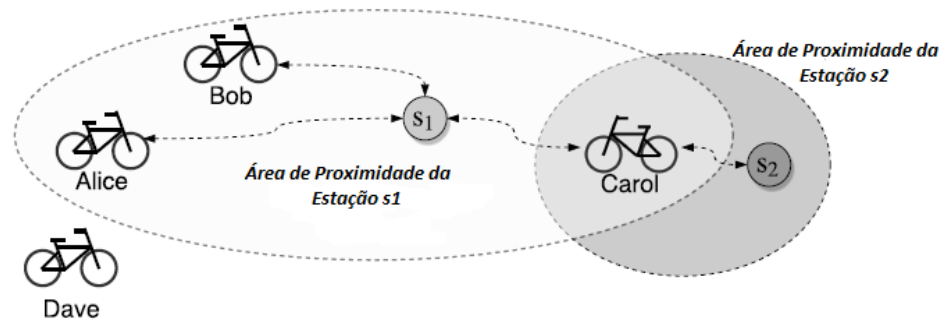 Bob
Área de Proximidade da
Estação s2
s1
Alice
Área de Proximidade da
Estação s1
Carol
s2
Dave